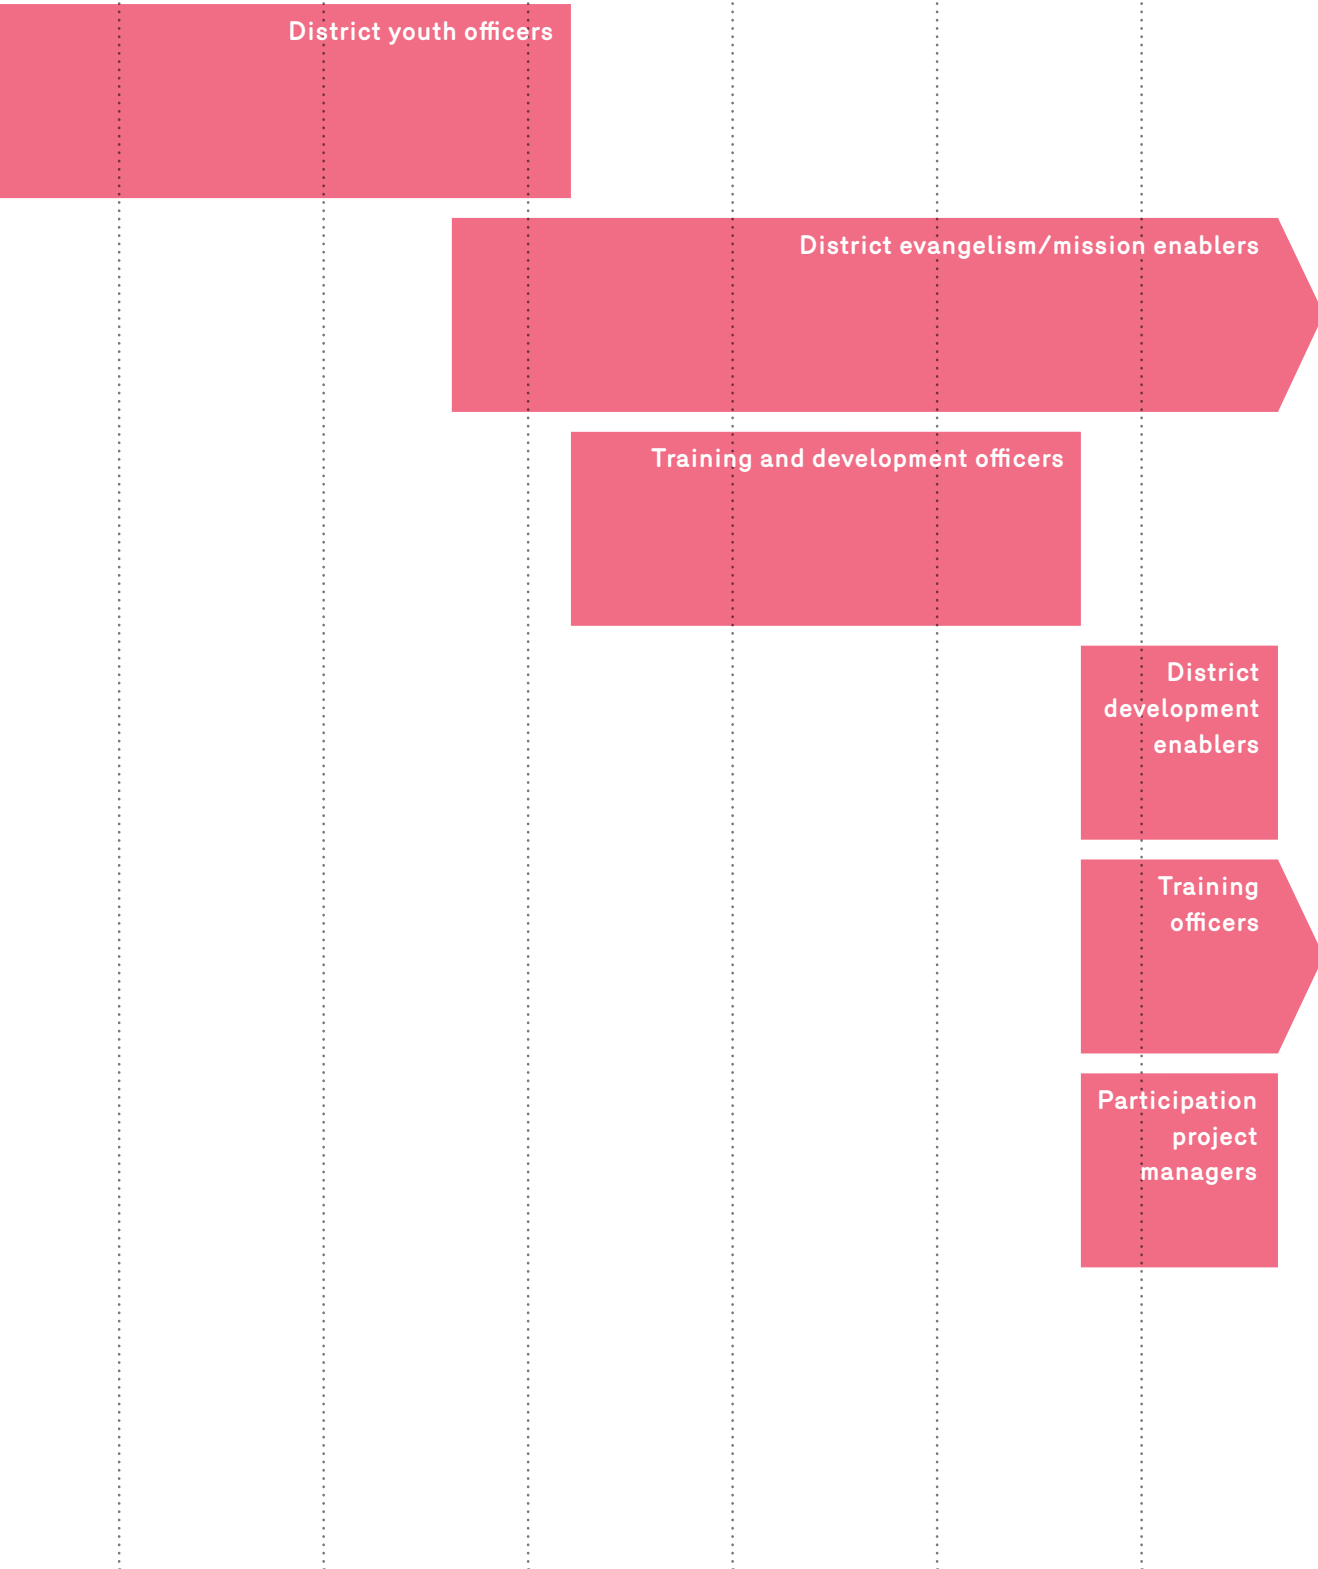 District youth officers
District evangelism/mission enablers
Training and development officers
District
development
enablers
Training
officers
Participation
project
managers